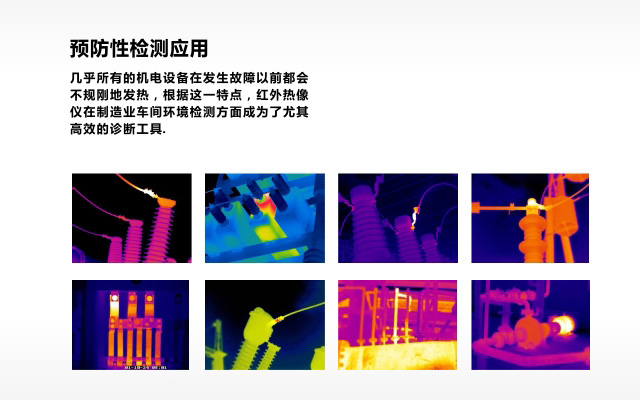 预防性检测应用
几乎所有的机电设备在发生故障以前都会
不规刚地发热，根据这一特点，红外热像
仪在制造业车间环境检测方面成为了尤其
高效的诊断工具.